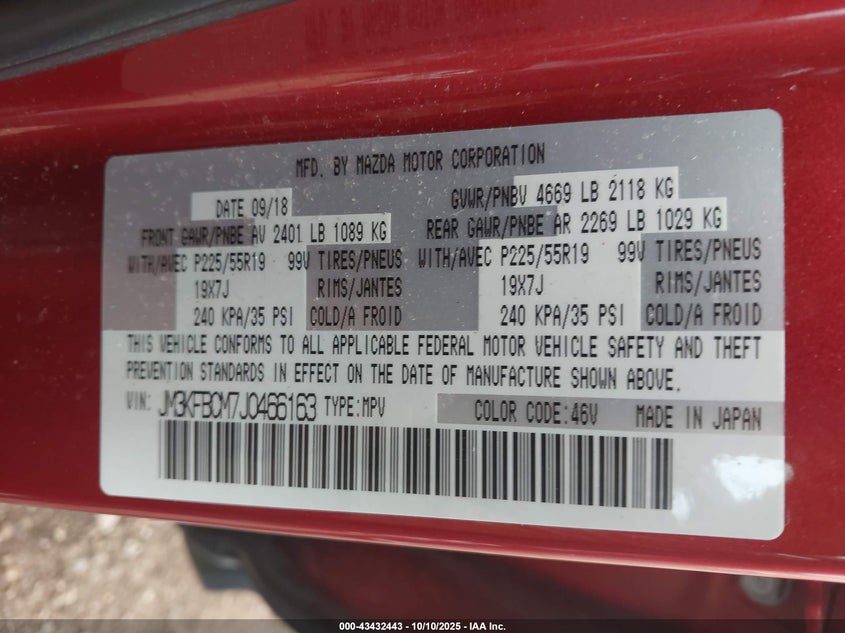 MFD. BY MAZDA MOTOR CORPORATION
DATE 09/18 GVWR/PNBV 4669 LB 2118 KG
FRONT GAWR/PNBE AV 2401 LB 1089 KG REAR GAWR/PNBE AR 2269 LB 1029 KG
WITH/AVEC P225/55R19 99V TIRES/PNEUS WITH/AVEC P225/55R19 99V TIRES/PNEUS
19X7J RIMS/JANTES 19X7J RIMS/JANTES
240 KPA/35 PSI COLD/A FROID 240 KPA/35 PSI COLD/A FROID
THIS VEHICLE CONFORMS TO ALL APPLICABLE FEDERAL MOTOR VEHICLE SAFETY AND THEFT
PREVENTION STANDARDS IN EFFECT ON THE DATE OF MANUFACTURE SHOWN ABOVE.
VIN: JM3KFBCM7J0466163 TYPE:MPV COLOR CODE:46V MADE IN JAPAN
000-43432443 - 10/10/2025 - IAA Inc.